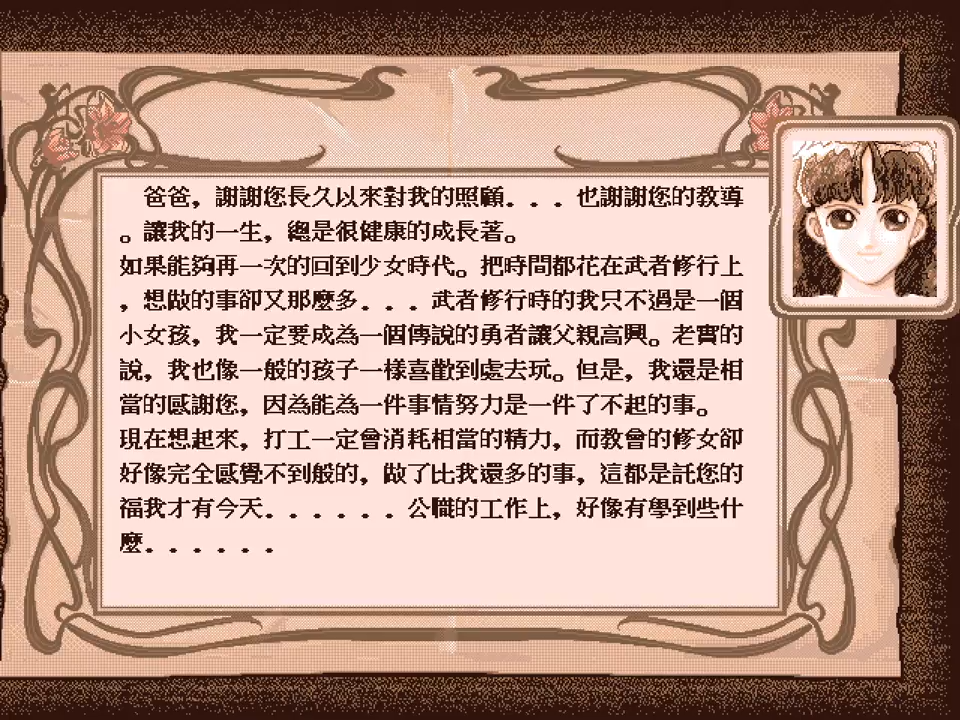 爸爸，謝謝您長久以來對我的照顧．．．也謝謝您的教導
。讓我的一生，總是很健康的成長著。
如果能夠再一次的回到少女時代。把時間都花在武者修行上
，想做的事卻又那麼多．．．武者修行時的我只不過是一個
小女孩，我一定要成為一個傳說的勇者讓父親高興。老實的
說，我也像一般的孩子一樣喜歡到處去玩。但是，我還是相
當的感謝您，因為能為一件事情努力是一件了不起的事。
現在想起來，打工一定會消耗相當的精力，而教會的修女卻
好像完全感覺不到般的，做了比我還多的事，這都是託您的
福我才有今天．．．．．．公職的工作上，好像有學到些什
麼．．．．．．